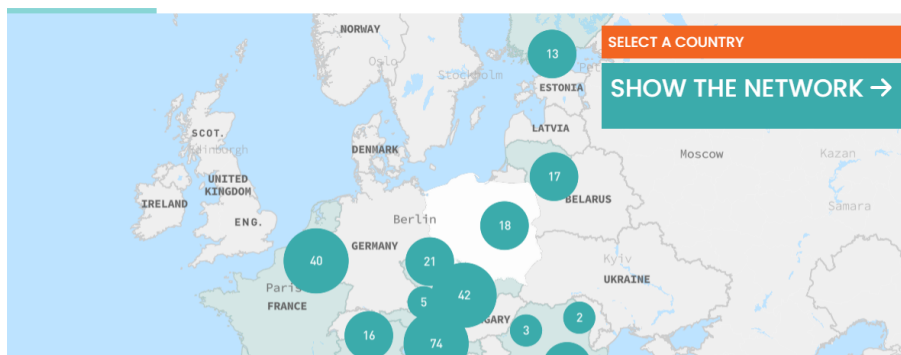 NORWAY
13
SELECT A COUNTRY
Oslo
Stockholm
SHOW THE NETWORK →
ESTONIA
LATVIA
SCOT.
Edinburgh
DENMARK
Moscow
Kazan
17
UNITED
KINGDOM
BELARUS
IRELAND
Samara
ENG.
Berlin
18
GERMANY
40
21
Kyiv
UKRAINE
Paris
42
FRANCE
5
GARY
2
3
16
74